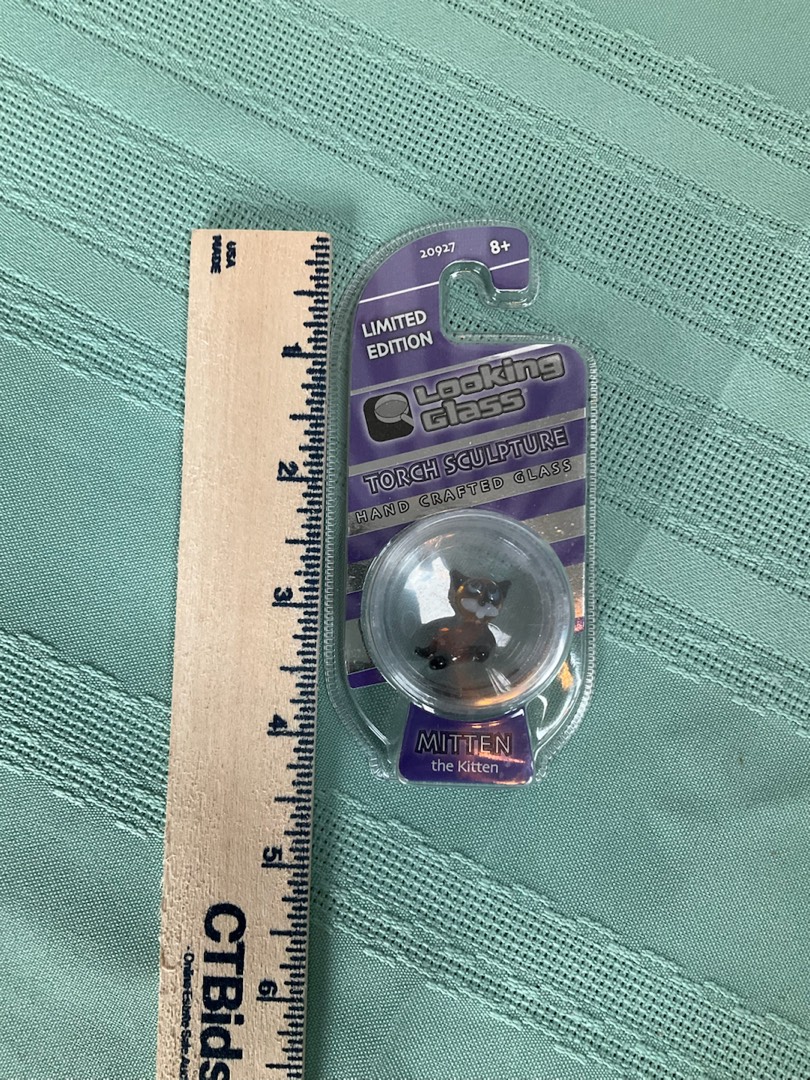 MADE
USA
1
2
3
4
5
6
CTBids
20927
8+
LIMITED
EDITION
Looking
Glass
TORCH SCULPTURE
HAND CRAFTED GLASS
MITTEN
the Kitten